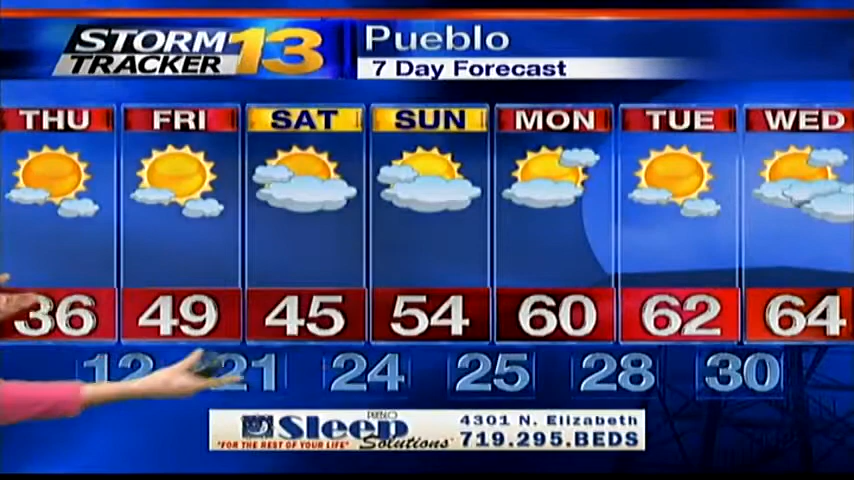 STORM 13
TRACKER
Pueblo
7 Day Forecast
THU FRI SAT SUN MON TUE WED
36 49 45 54 60 62 64
12 21 24 25 28 30
PUEBLO
Sleep
Solutions
"FOR THE REST OF YOUR LIFE"
4301 N. Elizabeth
719.295.BEDS